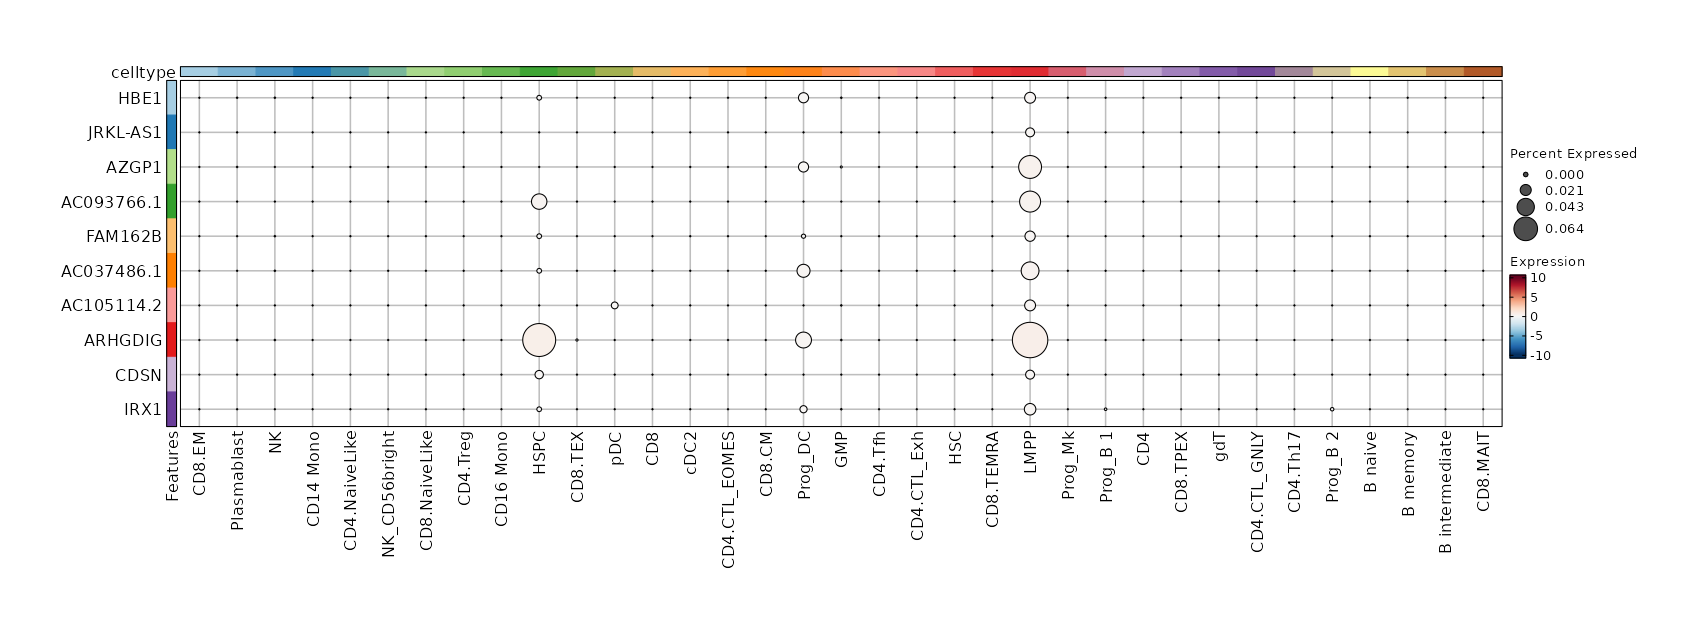 celltype
HBE1
JRKL-AS1
AZGP1
AC093766.1
FAM162B
AC037486.1
AC105114.2
ARHGDIG
CDSN
IRX1
Features
CD8.EM
Plasmablast
NK
CD14 Mono
CD4.NaiveLike
NK_CD56bright
CD8.NaiveLike
CD4.Treg
CD16 Mono
HSPC
CD8.TEX
pDC
CD8
cDC2
CD4.CTL_EOMES
CD8.CM
Prog_DC
GMP
CD4.Tfh
CD4.CTL_Exh
HSC
CD8.TEMRA
LMPP
Prog_Mk
Prog_B 1
CD4
CD8.TPEX
gdT
CD4.CTL_GNLY
CD4.Th17
Prog_B 2
B naive
B memory
B intermediate
CD8.MAIT
Percent Expressed
0.000
0.021
0.043
0.064
Expression
10
5
0
-5
-10